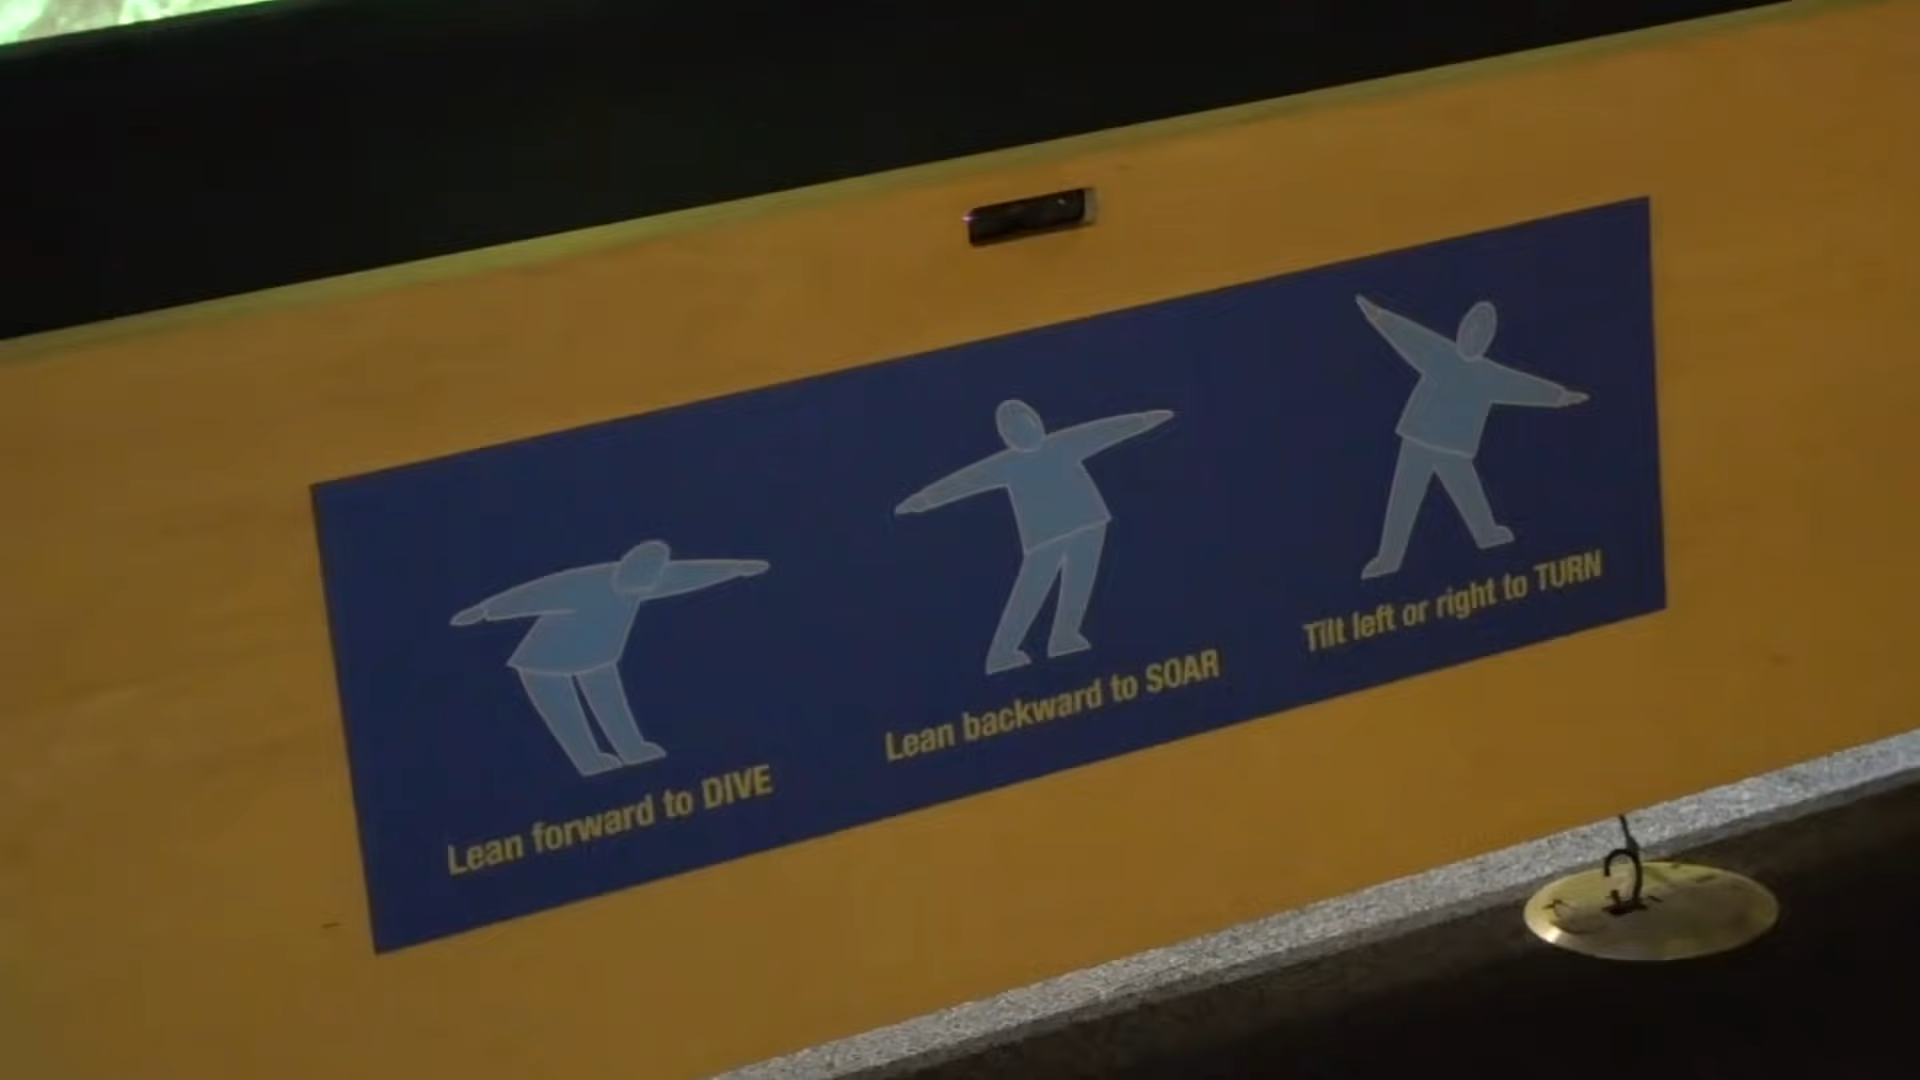 Lean forward to DIVE
Lean backward to SOAR
Tilt left or right to TURN